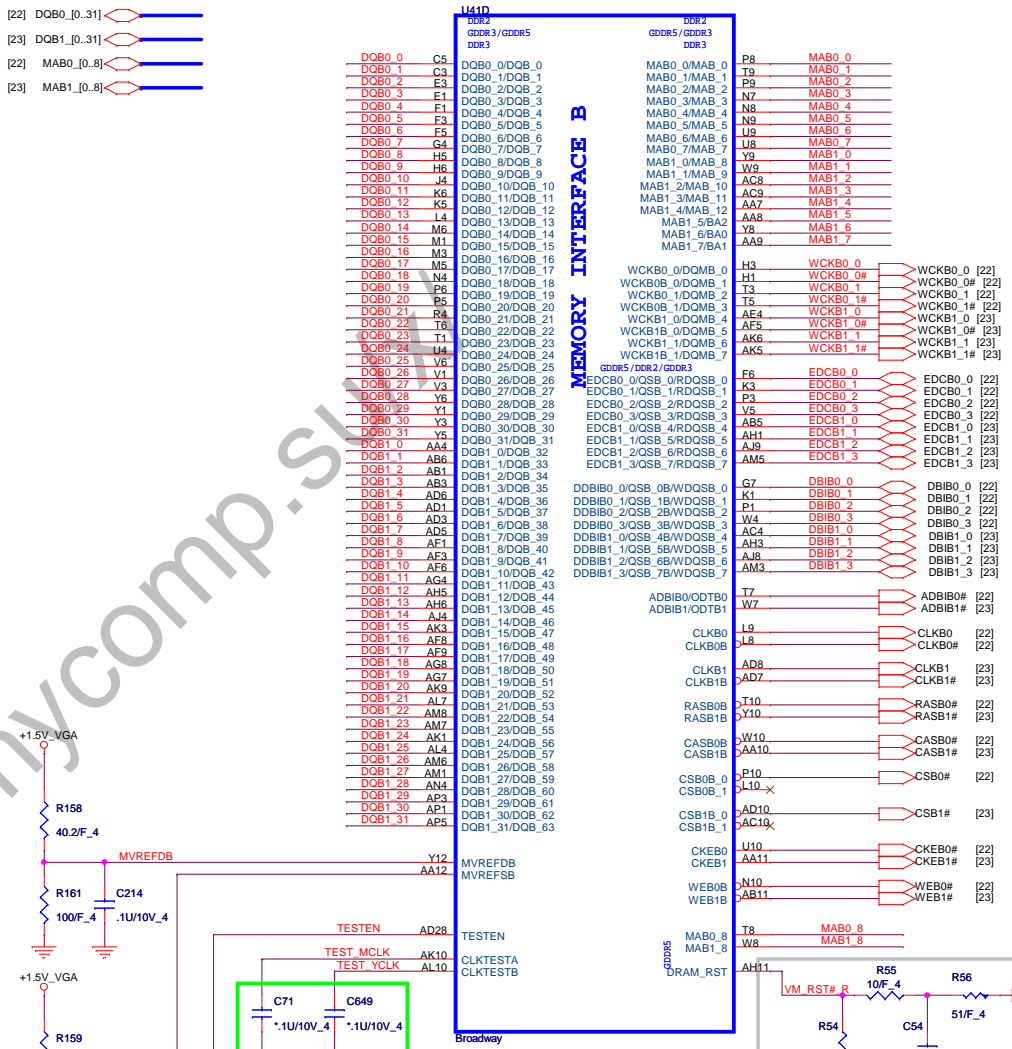 [22] DQB0_[0..31]
[23] DQB1_[0..31]
[22] MAB0_[0..8]
[23] MAB1_[0..8]
U41D
DDR2 DDR2
GDDR3/GDDR5 GDDR5/GDDR3
DDR3 DDR3
MEMORY INTERFACE B
DQB0_0 C5 DQB0_0/DQB_0
DQB0_1 C3 DQB0_1/DQB_1
DQB0_2 E3 DQB0_2/DQB_2
DQB0_3 E1 DQB0_3/DQB_3
DQB0_4 F1 DQB0_4/DQB_4
DQB0_5 F3 DQB0_5/DQB_5
DQB0_6 F5 DQB0_6/DQB_6
DQB0_7 G4 DQB0_7/DQB_7
DQB0_8 H5 DQB0_8/DQB_8
DQB0_9 H6 DQB0_9/DQB_9
DQB0_10 J4 DQB0_10/DQB_10
DQB0_11 K6 DQB0_11/DQB_11
DQB0_12 K5 DQB0_12/DQB_12
DQB0_13 L4 DQB0_13/DQB_13
DQB0_14 M6 DQB0_14/DQB_14
DQB0_15 M1 DQB0_15/DQB_15
DQB0_16 M3 DQB0_16/DQB_16
DQB0_17 M5 DQB0_17/DQB_17
DQB0_18 N4 DQB0_18/DQB_18
DQB0_19 P6 DQB0_19/DQB_19
DQB0_20 P5 DQB0_20/DQB_20
DQB0_21 R4 DQB0_21/DQB_21
DQB0_22 T6 DQB0_22/DQB_22
DQB0_23 T1 DQB0_23/DQB_23
DQB0_24 U4 DQB0_24/DQB_24
DQB0_25 V6 DQB0_25/DQB_25
DQB0_26 V1 DQB0_26/DQB_26
DQB0_27 V3 DQB0_27/DQB_27
DQB0_28 Y6 DQB0_28/DQB_28
DQB0_29 Y1 DQB0_29/DQB_29
DQB0_30 Y3 DQB0_30/DQB_30
DQB0_31 Y5 DQB0_31/DQB_31
DQB1_0 AA4 DQB1_0/DQB_32
DQB1_1 AB6 DQB1_1/DQB_33
DQB1_2 AB1 DQB1_2/DQB_34
DQB1_3 AB3 DQB1_3/DQB_35
DQB1_4 AD6 DQB1_4/DQB_36
DQB1_5 AD1 DQB1_5/DQB_37
DQB1_6 AD3 DQB1_6/DQB_38
DQB1_7 AD5 DQB1_7/DQB_39
DQB1_8 AF1 DQB1_8/DQB_40
DQB1_9 AF3 DQB1_9/DQB_41
DQB1_10 AF6 DQB1_10/DQB_42
DQB1_11 AG4 DQB1_11/DQB_43
DQB1_12 AH5 DQB1_12/DQB_44
DQB1_13 AH6 DQB1_13/DQB_45
DQB1_14 AJ4 DQB1_14/DQB_46
DQB1_15 AK3 DQB1_15/DQB_47
DQB1_16 AF8 DQB1_16/DQB_48
DQB1_17 AF9 DQB1_17/DQB_49
DQB1_18 AG8 DQB1_18/DQB_50
DQB1_19 AG7 DQB1_19/DQB_51
DQB1_20 AK9 DQB1_20/DQB_52
DQB1_21 AL7 DQB1_21/DQB_53
DQB1_22 AM8 DQB1_22/DQB_54
DQB1_23 AM7 DQB1_23/DQB_55
DQB1_24 AK1 DQB1_24/DQB_56
DQB1_25 AL4 DQB1_25/DQB_57
DQB1_26 AM6 DQB1_26/DQB_58
DQB1_27 AM1 DQB1_27/DQB_59
DQB1_28 AN4 DQB1_28/DQB_60
DQB1_29 AP3 DQB1_29/DQB_61
DQB1_30 AP1 DQB1_30/DQB_62
DQB1_31 AP5 DQB1_31/DQB_63
MVREFDB Y12 MVREFDB
AA12 MVREFSB
TESTEN AD28 TESTEN
TEST_MCLK AK10 CLKTESTA
TEST_YCLK AL10 CLKTESTB
MAB0_0/MAB_0 P8 MAB0_0
MAB0_1/MAB_1 T9 MAB0_1
MAB0_2/MAB_2 P9 MAB0_2
MAB0_3/MAB_3 N7 MAB0_3
MAB0_4/MAB_4 N8 MAB0_4
MAB0_5/MAB_5 N9 MAB0_5
MAB0_6/MAB_6 U9 MAB0_6
MAB0_7/MAB_7 U8 MAB0_7
MAB1_0/MAB_8 Y9 MAB1_0
MAB1_1/MAB_9 W9 MAB1_1
MAB1_2/MAB_10 AC8 MAB1_2
MAB1_3/MAB_11 AC9 MAB1_3
MAB1_4/MAB_12 AA7 MAB1_4
MAB1_5/BA2 AA8 MAB1_5
MAB1_6/BA0 Y8 MAB1_6
MAB1_7/BA1 AA9 MAB1_7
WCKB0_0/DQMB_0 H3 WCKB0_0 WCKB0_0 [22]
WCKB0B_0/DQMB_1 H1 WCKB0_0# WCKB0_0# [22]
WCKB0_1/DQMB_2 T3 WCKB0_1 WCKB0_1 [22]
WCKB0B_1/DQMB_3 T5 WCKB0_1# WCKB0_1# [22]
WCKB1_0/DQMB_4 AE4 WCKB1_0 WCKB1_0 [23]
WCKB1B_0/DQMB_5 AF5 WCKB1_0# WCKB1_0# [23]
WCKB1_1/DQMB_6 AK6 WCKB1_1 WCKB1_1 [23]
WCKB1B_1/DQMB_7 AK5 WCKB1_1# WCKB1_1# [23]
GDDR5/DDR2/GDDR3
EDCB0_0/QSB_0/RDQSB_0 F6 EDCB0_0 EDCB0_0 [22]
EDCB0_1/QSB_1/RDQSB_1 K3 EDCB0_1 EDCB0_1 [22]
EDCB0_2/QSB_2/RDQSB_2 P3 EDCB0_2 EDCB0_2 [22]
EDCB0_3/QSB_3/RDQSB_3 V5 EDCB0_3 EDCB0_3 [22]
EDCB1_0/QSB_4/RDQSB_4 AB5 EDCB1_0 EDCB1_0 [23]
EDCB1_1/QSB_5/RDQSB_5 AH1 EDCB1_1 EDCB1_1 [23]
EDCB1_2/QSB_6/RDQSB_6 AJ9 EDCB1_2 EDCB1_2 [23]
EDCB1_3/QSB_7/RDQSB_7 AM5 EDCB1_3 EDCB1_3 [23]
DDBIB0_0/QSB_0B/WDQSB_0 G7 DBIB0_0 DBIB0_0 [22]
DDBIB0_1/QSB_1B/WDQSB_1 K1 DBIB0_1 DBIB0_1 [22]
DDBIB0_2/QSB_2B/WDQSB_2 P1 DBIB0_2 DBIB0_2 [22]
DDBIB0_3/QSB_3B/WDQSB_3 W4 DBIB0_3 DBIB0_3 [22]
DDBIB1_0/QSB_4B/WDQSB_4 AC4 DBIB1_0 DBIB1_0 [23]
DDBIB1_1/QSB_5B/WDQSB_5 AH3 DBIB1_1 DBIB1_1 [23]
DDBIB1_2/QSB_6B/WDQSB_6 AJ8 DBIB1_2 DBIB1_2 [23]
DDBIB1_3/QSB_7B/WDQSB_7 AM3 DBIB1_3 DBIB1_3 [23]
ADBIB0/ODTB0 T7 ADBIB0# [22]
ADBIB1/ODTB1 W7 ADBIB1# [23]
CLKB0 L9 CLKB0 [22]
CLKB0B L8 CLKB0# [22]
CLKB1 AD8 CLKB1 [23]
CLKB1B AD7 CLKB1# [23]
RASB0B T10 RASB0# [22]
RASB1B Y10 RASB1# [23]
CASB0B W10 CASB0# [22]
CASB1B AA10 CASB1# [23]
CSB0B_0 P10 CSB0# [22]
CSB0B_1 L10
CSB1B_0 AD10 CSB1# [23]
CSB1B_1 AC10
CKEB0 U10 CKEB0# [22]
CKEB1 AA11 CKEB1# [23]
WEB0B N10 WEB0# [22]
WEB1B AB11 WEB1# [23]
MAB0_8 T8 MAB0_8
MAB1_8 W8 MAB1_8
GDDR5
DRAM_RST AH11
VM_RST#_R
R55
10/F_4
R56
51/F_4
R54
C54
+1.5V_VGA
R158
40.2/F_4
R161
100/F_4
C214
.1U/10V_4
+1.5V_VGA
R159
C71
*.1U/10V_4
C649
*.1U/10V_4
Broadway
mycomp.su/x/